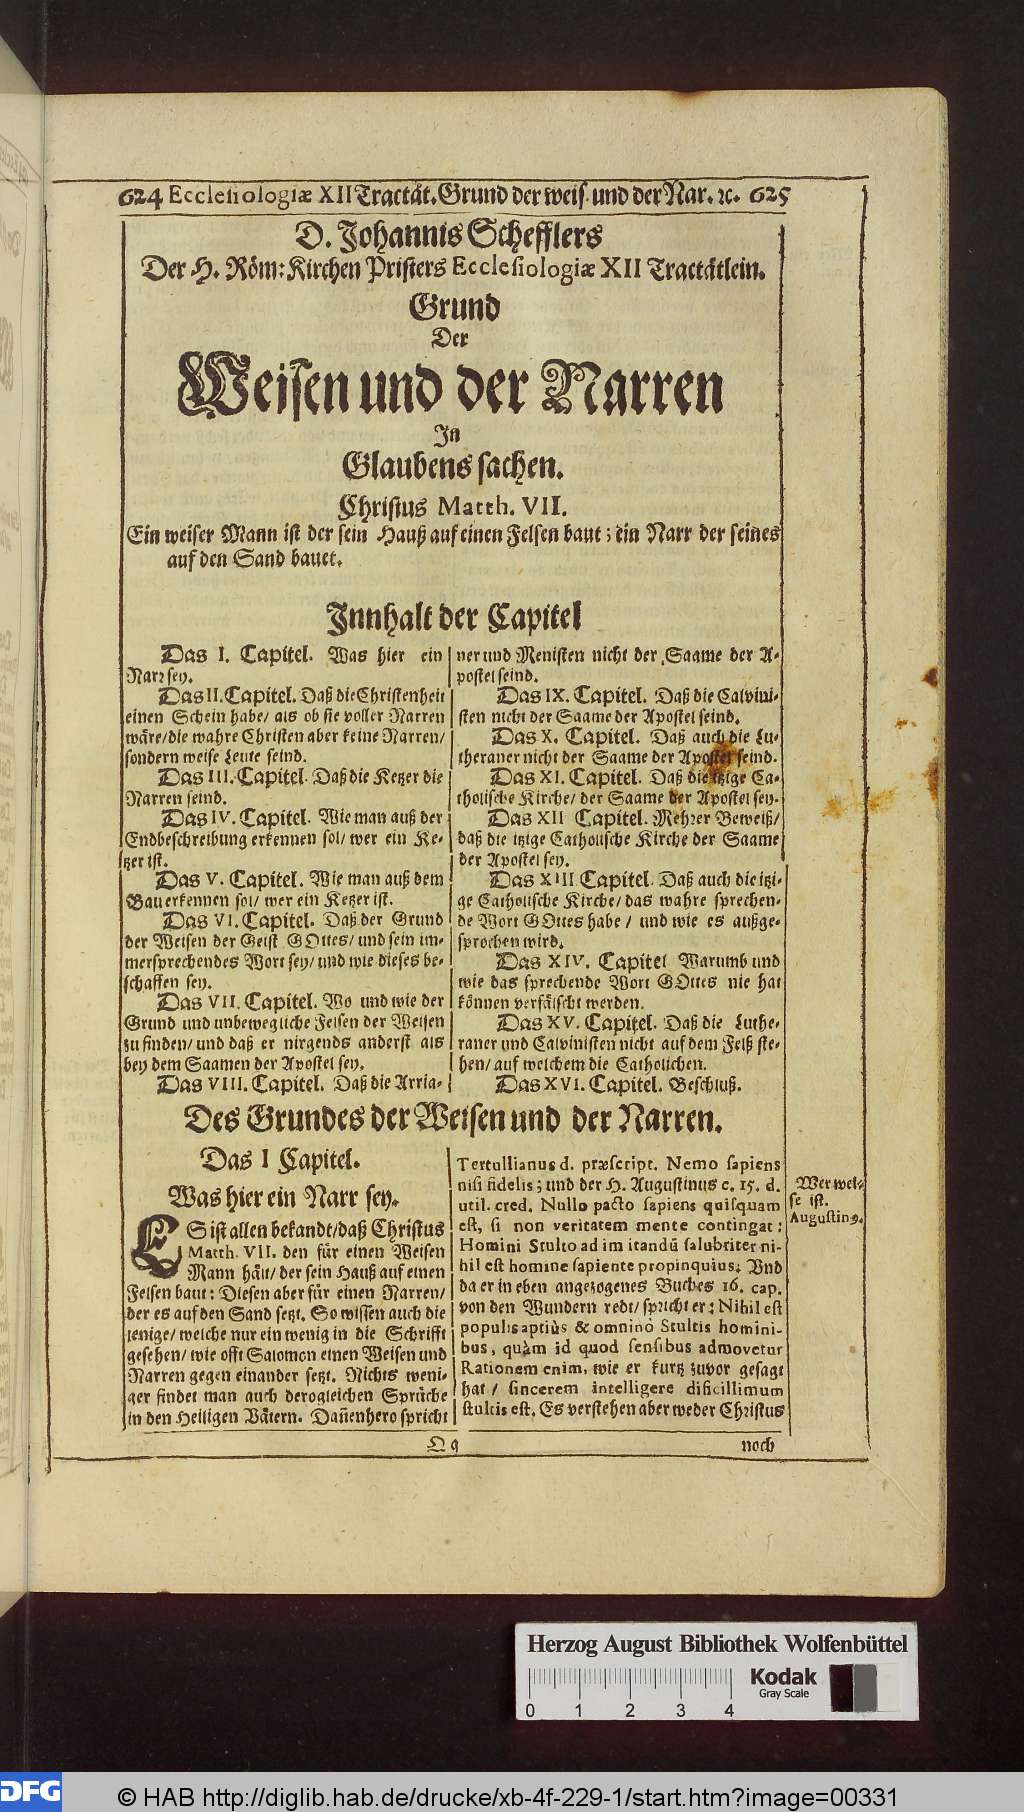 624 Ecclesiologiæ XII Tractät. Grund der weis. und der Nar. ꝛc. 625
D. Johannis Schefflers
Der H. Röm: Kirchen Pristers Ecclesiologiæ XII Tractätlein.
Grund
Der
Weisen und der Narren
In
Glaubens sachen.
Christus Matth. VII.
Ein weiser Mann ist der sein Hauß auf einen Felsen baut; ein Narr der seines
auf den Sand bauet.
Innhalt der Capitel
Das I. Capitel. Was hier ein
Narr sey.
Das II. Capitel. Daß die Christenheit
einen Schein habe/ als ob sie voller Narren
wäre/ die wahre Christen aber keine Narren/
sondern weise Leute seind.
Das III. Capitel. Daß die Ketzer die
Narren seind.
Das IV. Capitel. Wie man auß der
Endbeschreibung erkennen sol/ wer ein Ke-
tzer ist.
Das V. Capitel. Wie man auß dem
Bau erkennen sol/ wer ein Ketzer ist.
Das VI. Capitel. Daß der Grund
der Weisen der Geist GOttes/ und sein im-
mersprechendes Wort sey/ und wie dieses be-
schaffen sey.
Das VII. Capitel. Wo und wie der
Grund und unbewegliche Felsen der Weisen
zu finden/ und daß er nirgends anderst als
bey dem Saamen der Apostel sey.
Das VIII. Capitel. Daß die Arria-
ner und Menisten nicht der Saame der A-
postel seind.
Das IX. Capitel. Daß die Calvini-
sten nicht der Saame der Apostel seind.
Das X. Capitel. Daß auch die Lu-
theraner nicht der Saame der Apostel seind.
Das XI. Capitel. Daß die itzige Ca-
tholische Kirche/ der Saame der Apostel sey.
Das XII Capitel. Mehrer Beweiß/
daß die itzige Catholische Kirche der Saame
der Apostel sey.
Das XIII. Capitel. Daß auch die itzi-
ge Catholische Kirche/ das wahre sprechen-
de Wort GOttes habe/ und wie es außge-
sprochen wird.
Das XIV. Capitel Warumb und
wie das sprechende Wort GOttes nie hat
können verfälscht werden.
Das XV. Capitel. Daß die Luthe-
raner und Calvinisten nicht auf dem Felß ste-
hen/ auf welchem die Catholichen.
Das XVI. Capitel. Beschluß.
Des Grundes der Weisen und der Narren.
Das I Capitel.
Was hier ein Narr sey.
ES ist allen bekandt/ daß Christus
Matth. VII. den für einen Weisen
Mann hält/ der sein Hauß auf einen
Felsen baut: Diesen aber für einen Narren/
der es auf den Sand setzt. So wissen auch die
jenige/ welche nur ein wenig in die Schrifft
gesehen/ wie offt Salomon einen Weisen und
Narren gegen einander setzt. Nichts weni-
ger findet man auch derogleichen Sprüche
in den Heiligen Vätern. Dañenhero spricht
Tertullianus d. præscript. Nemo sapiens
nisi fidelis; und der H. Augustinus c. 15. d.
util. cred. Nullo pacto sapiens quisquam
est, si non veritatem mente contingat:
Homini Stulto ad im itandū salubriter ni-
hil est homine sapiente propinquius; Und
da er in eben angezogenes Buches 16. cap.
von den Wundern redt/ spricht er: Nihil est
populis aptiùs & omninò Stultis homini-
bus, quàm id quod sensibus admovetur
Rationem enim, wie er kurtz zuvor gesagt
hat/ sincerem intelligere disicillimum
stultis est. Es verstehen aber weder Christus
Wer wei-
se ist.
Augustinꝰ.
Q q
noch
Herzog August Bibliothek Wolfenbüttel
Kodak
Gray Scale
0 1 2 3 4
DFG
© HAB http://diglib.hab.de/drucke/xb-4f-229-1/start.htm?image=00331